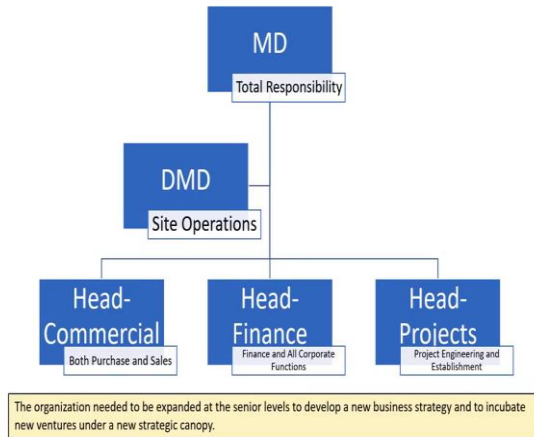 MD
Total Responsibility
DMD
Site Operations
Head-
Commercial
Both Purchase and Sales
Head-
Finance
Finance and All Corporate
Functions
Head-
Projects
Project Engineering and
Establishment
The organization needed to be expanded at the senior levels to develop a new business strategy and to incubate
new ventures under a new strategic canopy.